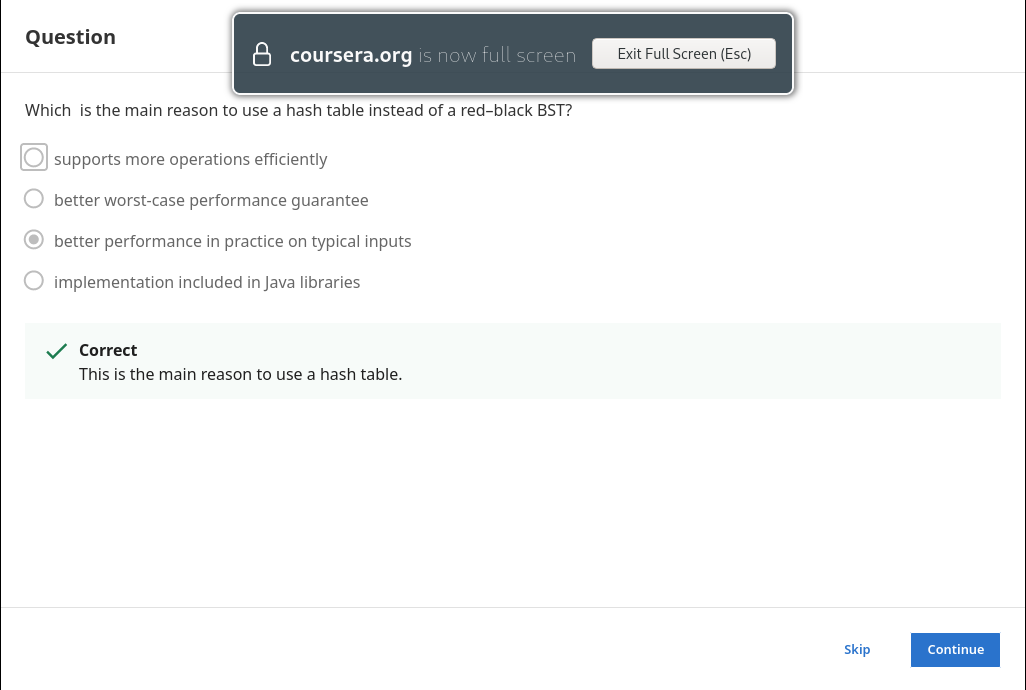 Question
coursera.org is now full screen
Exit Full Screen (Esc)
Which  is the main reason to use a hash table instead of a red–black BST?
supports more operations efficiently
better worst-case performance guarantee
better performance in practice on typical inputs
implementation included in Java libraries
Correct
This is the main reason to use a hash table.
Skip
Continue